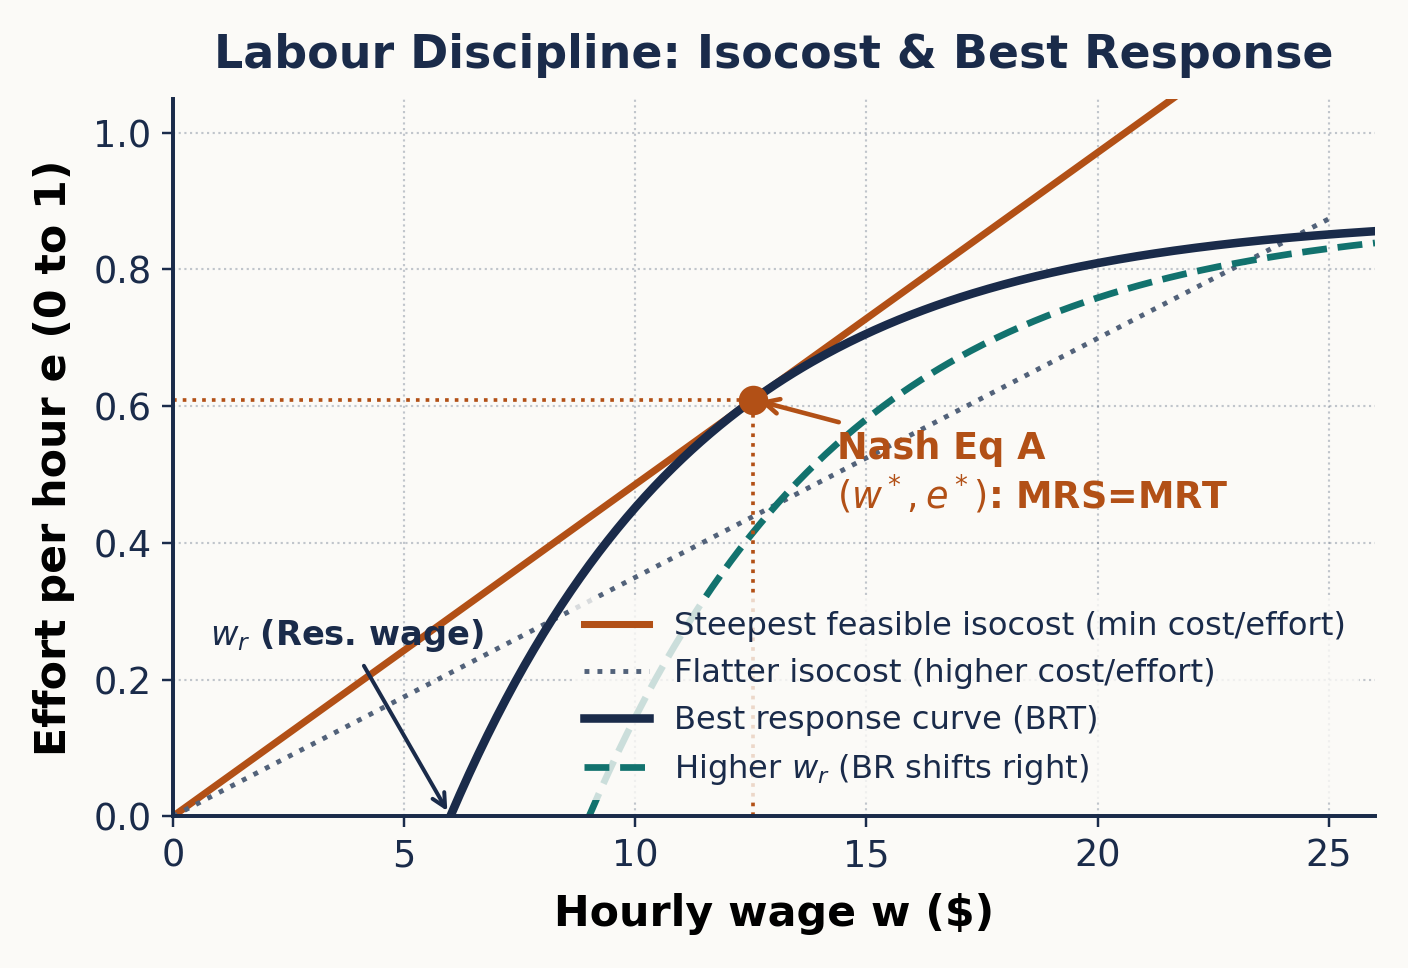 Labour Discipline: Isocost & Best Response
Effort per hour e (0 to 1)
1.0
0.8
0.6
0.4
0.2
0.0
Nash Eq A
(w*, e*): MRS=MRT
w_r (Res. wage)
Steepest feasible isocost (min cost/effort)
Flatter isocost (higher cost/effort)
Best response curve (BRT)
Higher w_r (BR shifts right)
0 5 10 15 20 25
Hourly wage w ($)